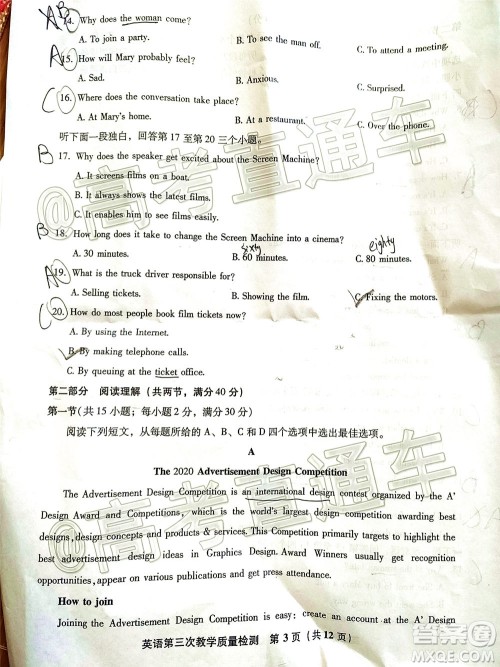 A B
14. Why does the woman come?
A. To join a party. B. To see the man off. C. To attend a meeting.
A 15. How will Mary probably feel?
A. Sad. B. Anxious. C. Surprised.
C 16. Where does the conversation take place?
A. At Mary's home. B. At a restaurant. C. Over the phone.
听下面一段独白，回答第 17 至第 20 三个小题。
B 17. Why does the speaker get excited about the Screen Machine?
A. It screens films on a boat.
B. It always shows the latest films.
C. It enables him to see films easily.
B 18. How long does it take to change the Screen Machine into a cinema?
sixty eighty
A. 30 minutes. B. 60 minutes. C. 80 minutes.
A 19. What is the truck driver responsible for?
A. Selling tickets. B. Showing the film. C. Fixing the motors.
C 20. How do most people book film tickets now?
A. By using the Internet.
B. By making telephone calls.
C. By queuing at the ticket office.
第二部分 阅读理解（共两节，满分 40 分）
第一节（共 15 小题；每小题 2 分，满分 30 分）
阅读下列短文，从每题所给的 A、B、C 和 D 四个选项中选出最佳选项。
A
The 2020 Advertisement Design Competition
The Advertisement Design Competition is an international design contest organized by the A'
Design Award and Competitions, which is the world's largest design competition awarding best
designs, design concepts and products & services. This Competition primarily targets to highlight the
best advertisement design ideas in Graphics Design. Award Winners usually get recognition
opportunities, appear in various publications and get press attendance.
How to join
Joining the Advertisement Design Competition is easy: create an account at the A' Design
英语第三次教学质量检测 第 3 页（共 12 页）
@高考直通车
@高考直通车
答案圈
MXQE.COM